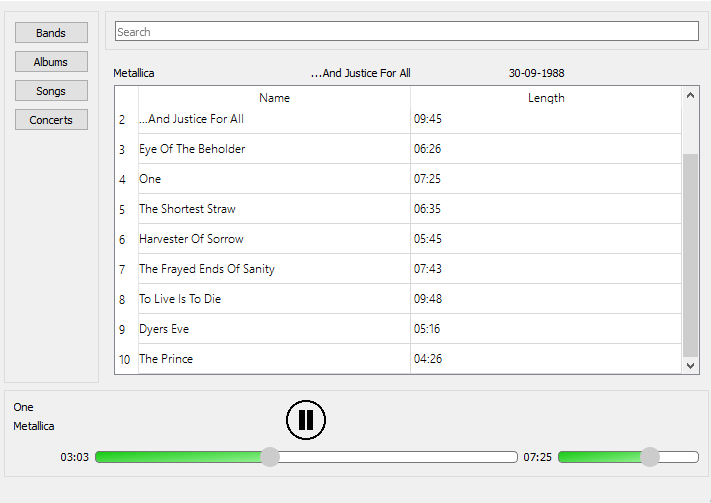 Bands
Albums
Songs
Concerts
Search
Metallica ...And Justice For All 30-09-1988
Name Length
2 ...And Justice For All 09:45
3 Eye Of The Beholder 06:26
4 One 07:25
5 The Shortest Straw 06:35
6 Harvester Of Sorrow 05:45
7 The Frayed Ends Of Sanity 07:43
8 To Live Is To Die 09:48
9 Dyers Eve 05:16
10 The Prince 04:26
One
Metallica
03:03 07:25